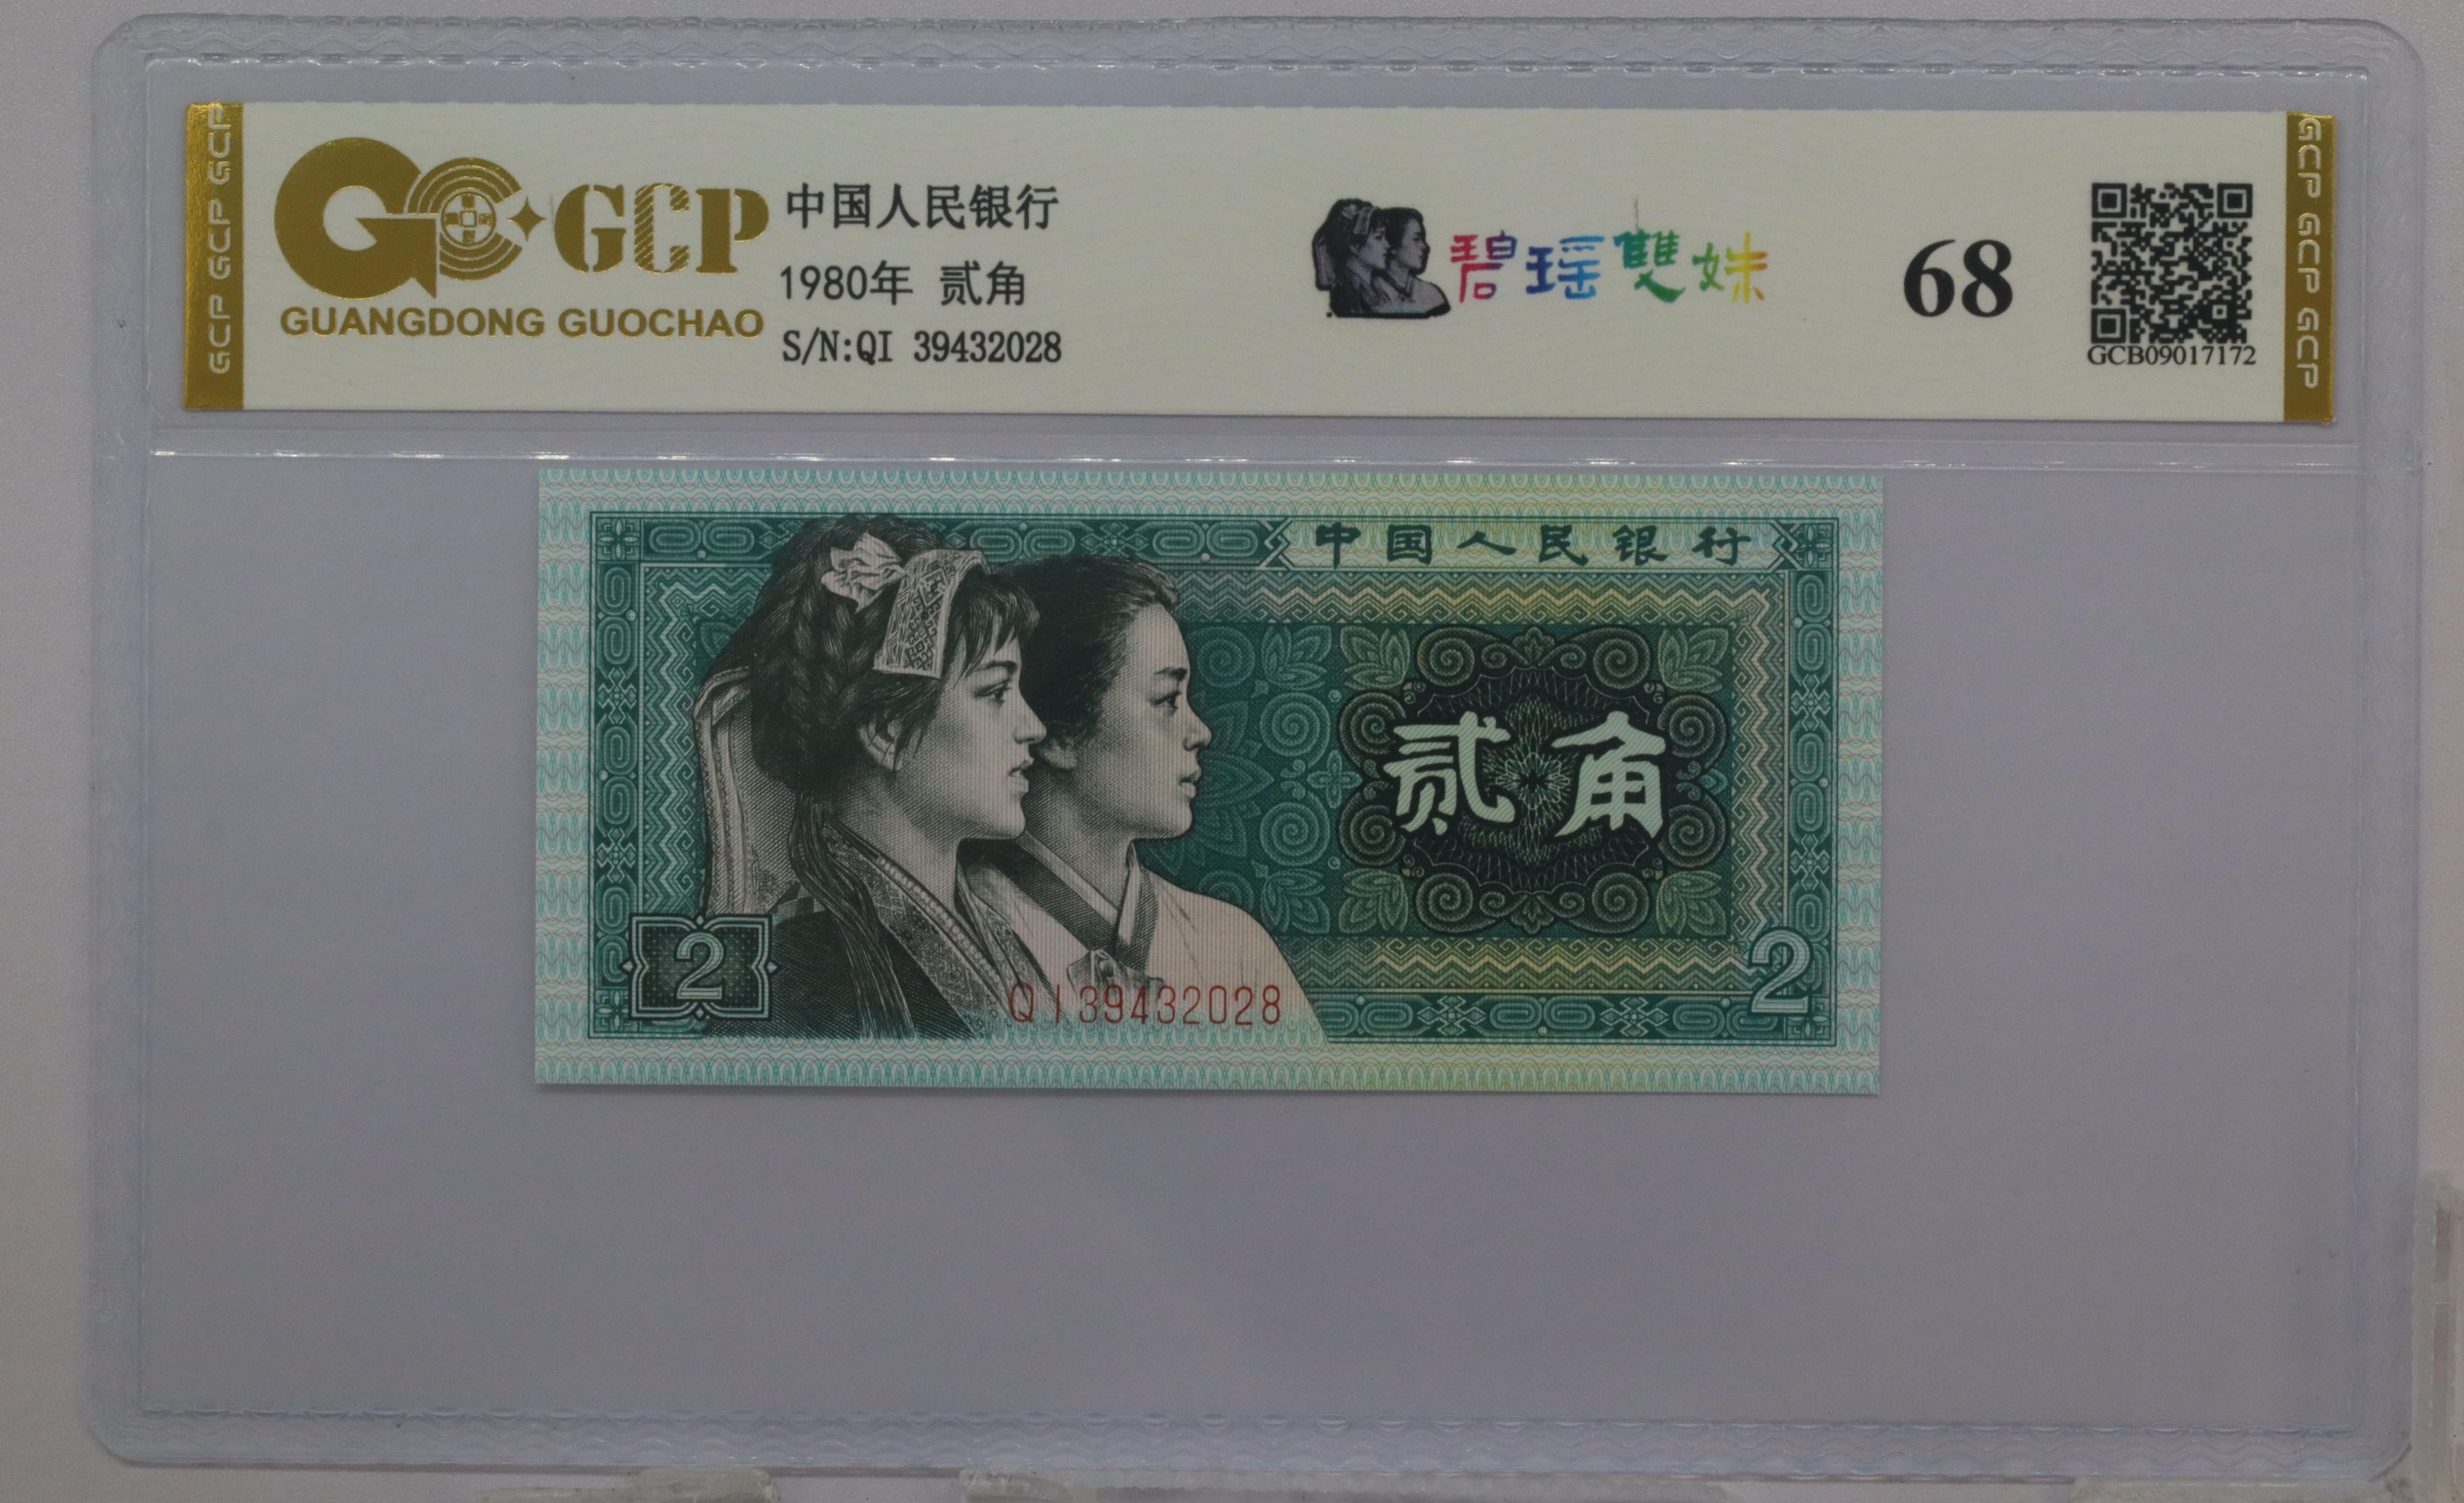 GCP GCP GCP
GCP
GUANGDONG GUOCHAO
中国人民银行
1980年 贰角
S/N:QI 39432028
碧瑶雙姝
68
GCB09017172
GCP GCP GCP
中国人民银行
贰角
2
QI39432028
2